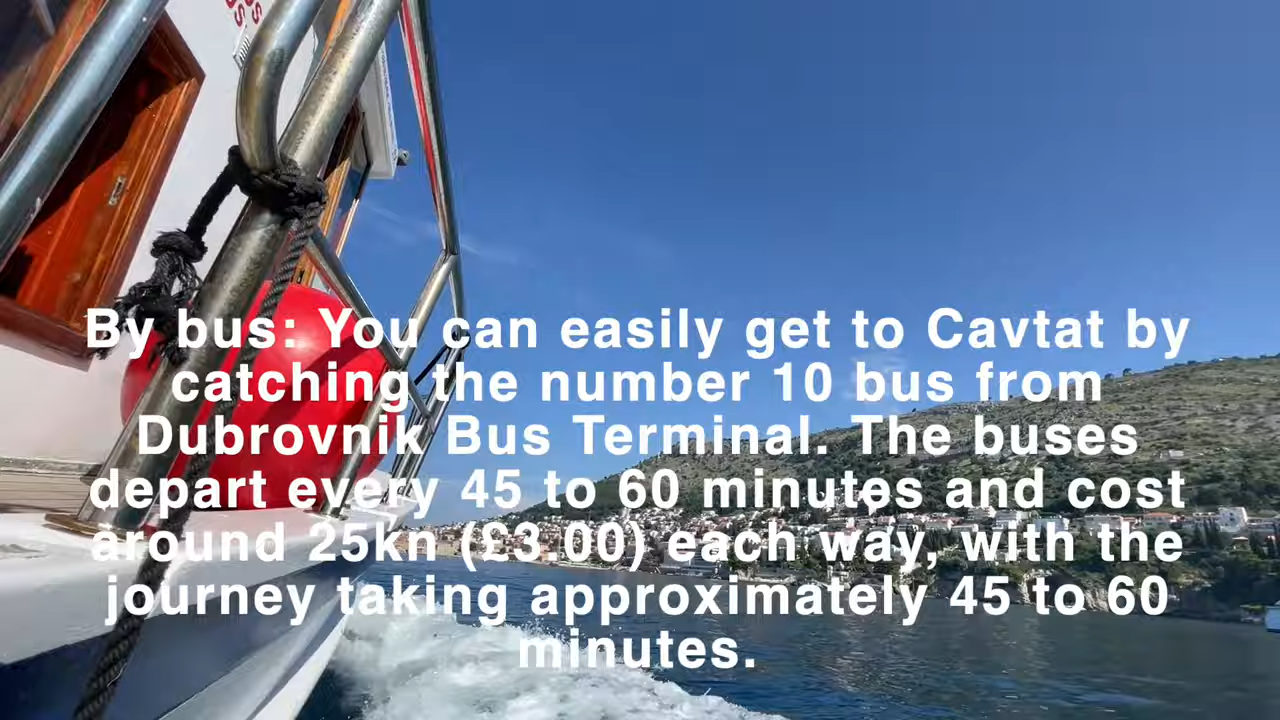 By bus: You can easily get to Cavtat by
catching the number 10 bus from
Dubrovnik Bus Terminal. The buses
depart every 45 to 60 minutes and cost
around 25kn (£3.00) each way, with the
journey taking approximately 45 to 60
minutes.